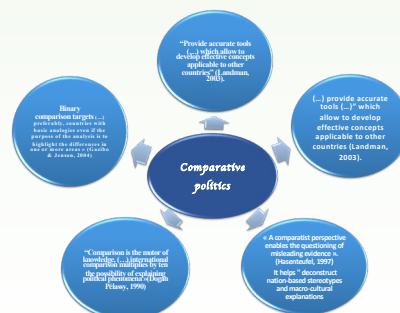 “Provide accurate tools
(…) which allow to
develop effective concepts
applicable to other
countries” (Landman,
2003).
(…) provide accurate
tools (…)” which
allow to develop
effective concepts
applicable to other
countries (Landman,
2003).
Binary
comparison targets (…)
preferably, countries with
basic analogies even if the
purpose of the analysis is to
highlight the differences in
one or more areas » (Gazibo
& Jenson, 2004)
Comparative
politics
“Comparison is the motor of
knowledge, (…) international
comparison multiplies by ten
the possibility of explaining
political phenomena”(Dogan
Pelassy, 1990)
« A comparatist perspective
enables the questioning of
misleading evidence ».
(Hassenteufel, 1997)
It helps “ deconstruct
nation-based stereotypes
and macro-cultural
explanations